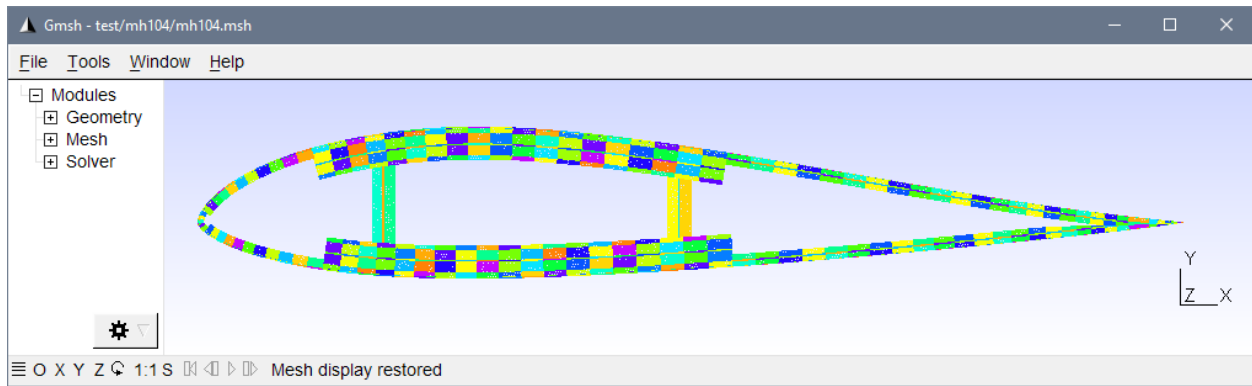 Gmsh - test/mh104/mh104.msh
File Tools Window Help
Modules
Geometry
Mesh
Solver
Y
Z X
O X Y Z 1:1 S Mesh display restored